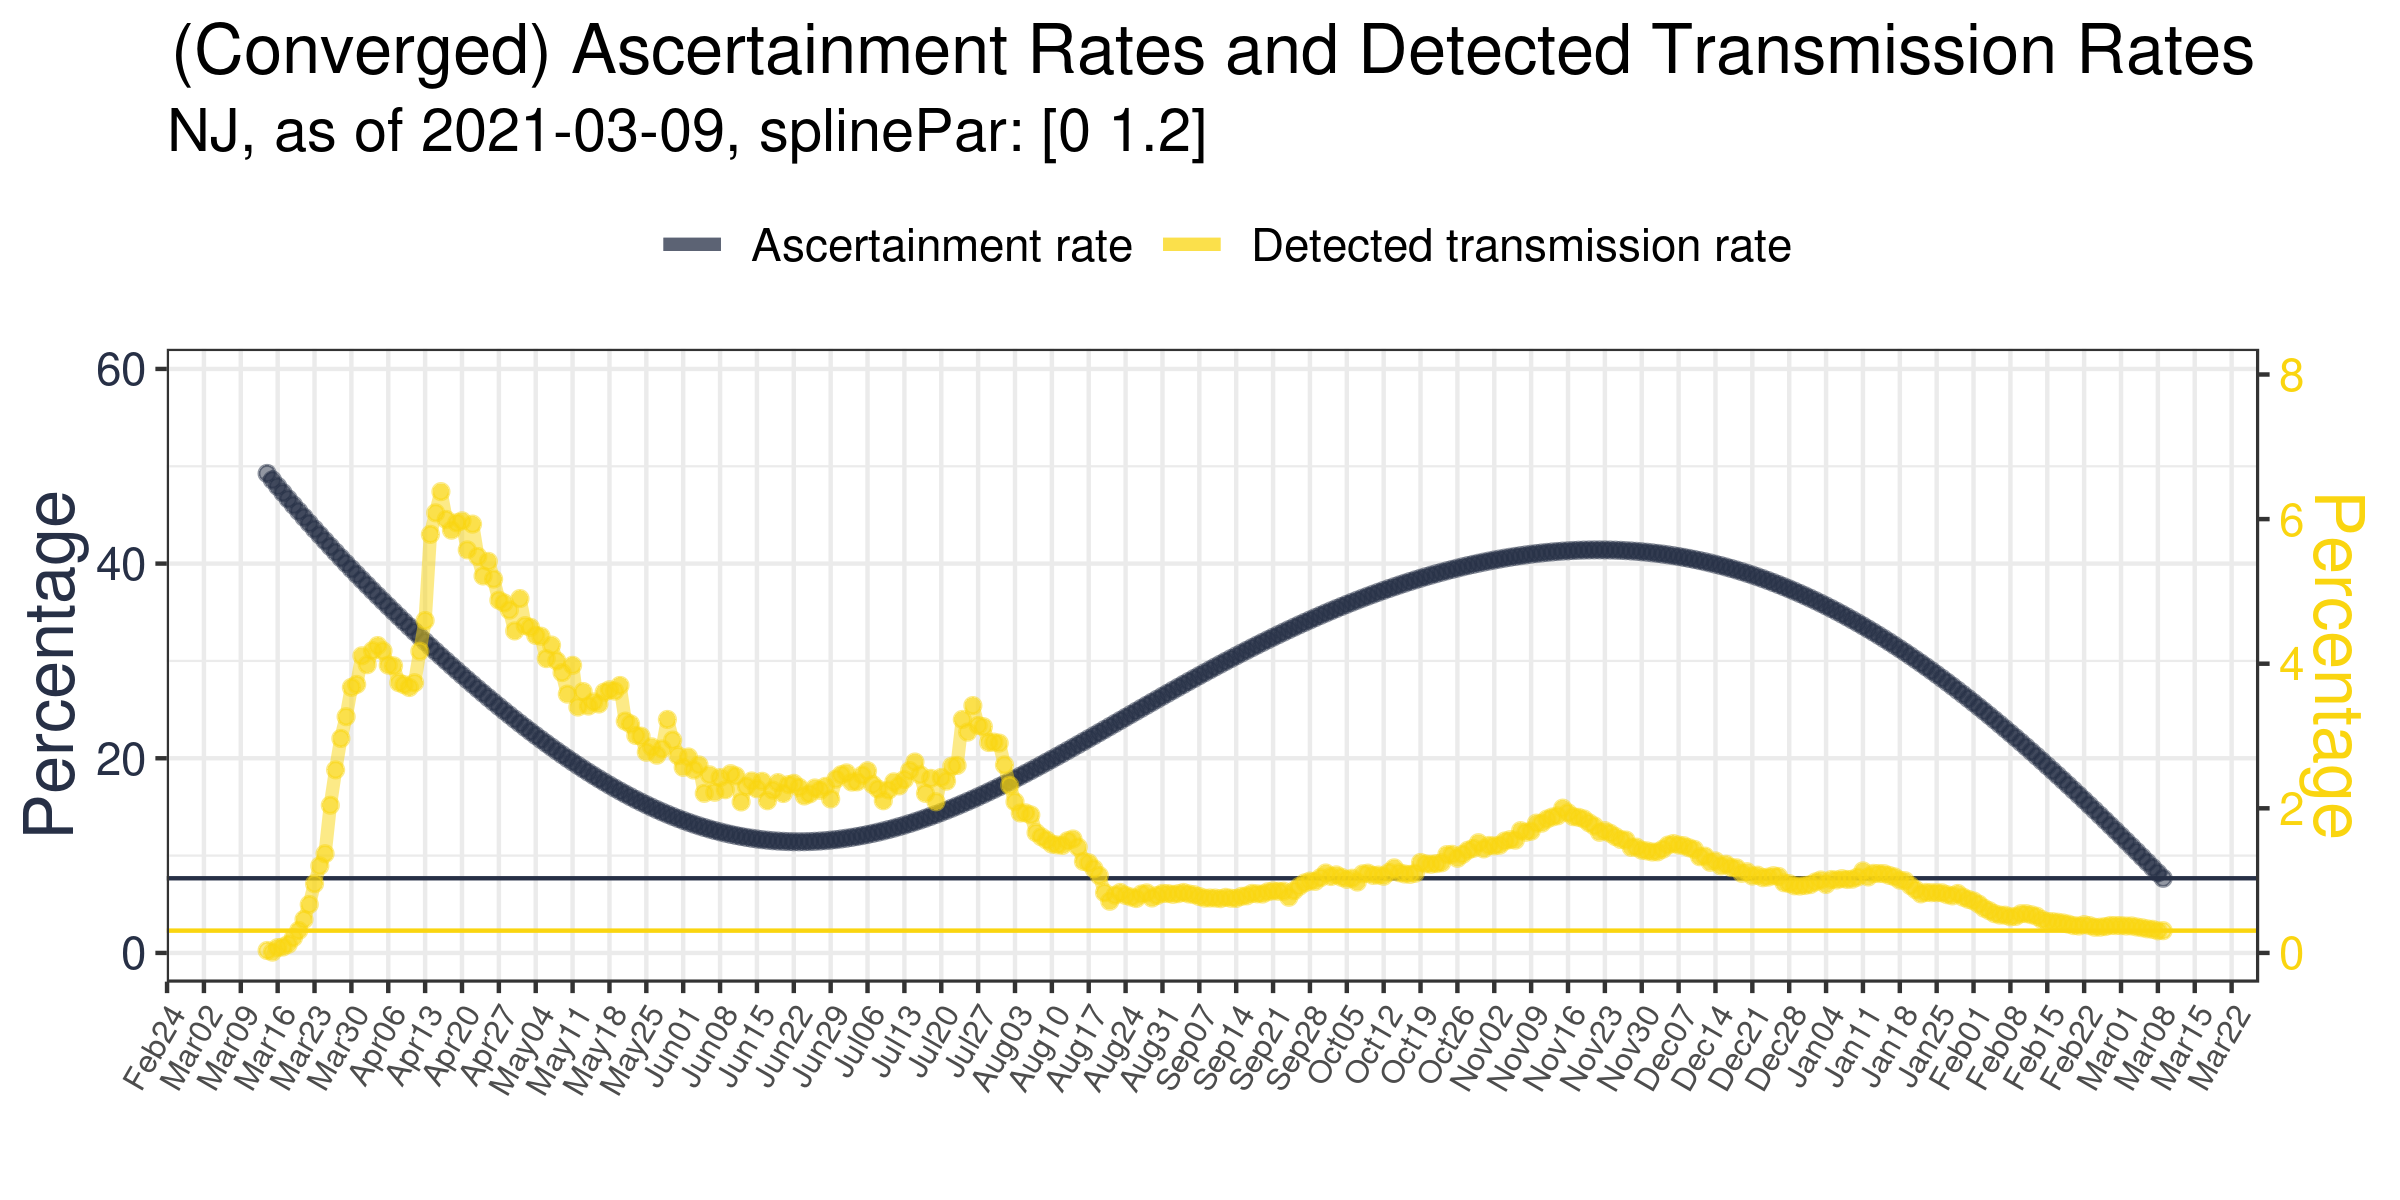 (Converged) Ascertainment Rates and Detected Transmission Rates
NJ, as of 2021-03-09, splinePar: [0 1.2]
Ascertainment rate
Detected transmission rate
Percentage
60
40
20
0
8
6
4
2
0
Percentage
Feb24
Mar02
Mar09
Mar16
Mar23
Mar30
Apr06
Apr13
Apr20
Apr27
May04
May11
May18
May25
Jun01
Jun08
Jun15
Jun22
Jun29
Jul06
Jul13
Jul20
Jul27
Aug03
Aug10
Aug17
Aug24
Aug31
Sep07
Sep14
Sep21
Sep28
Oct05
Oct12
Oct19
Oct26
Nov02
Nov09
Nov16
Nov23
Nov30
Dec07
Dec14
Dec21
Dec28
Jan04
Jan11
Jan18
Jan25
Feb01
Feb08
Feb15
Feb22
Mar01
Mar08
Mar15
Mar22